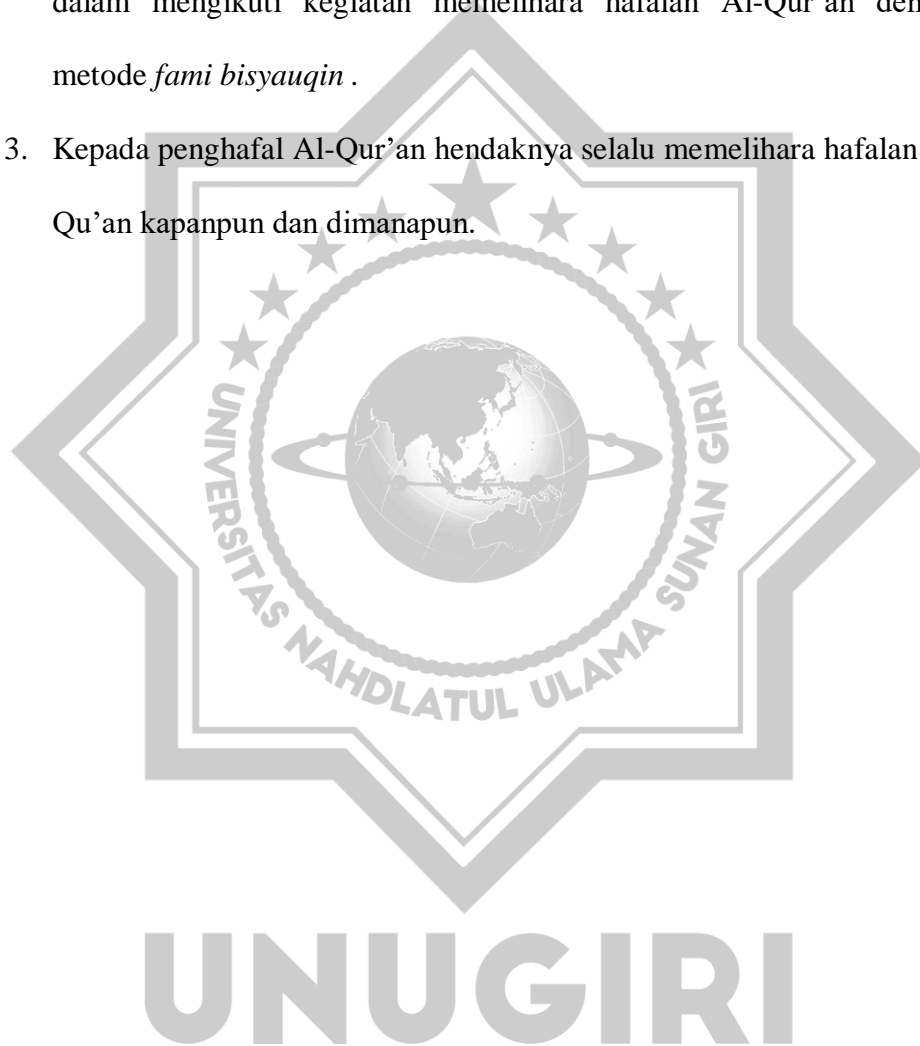 dalam mengikuti kegiatan memelihara hafalan Al-Qur'an den
metode fami bisyauqin .
3. Kepada penghafal Al-Qur'an hendaknya selalu memelihara hafalan
Qu'an kapanpun dan dimanapun.
UNIVERSITAS NAHDLATUL ULAMA SUNAN GIRI
UNUGIRI